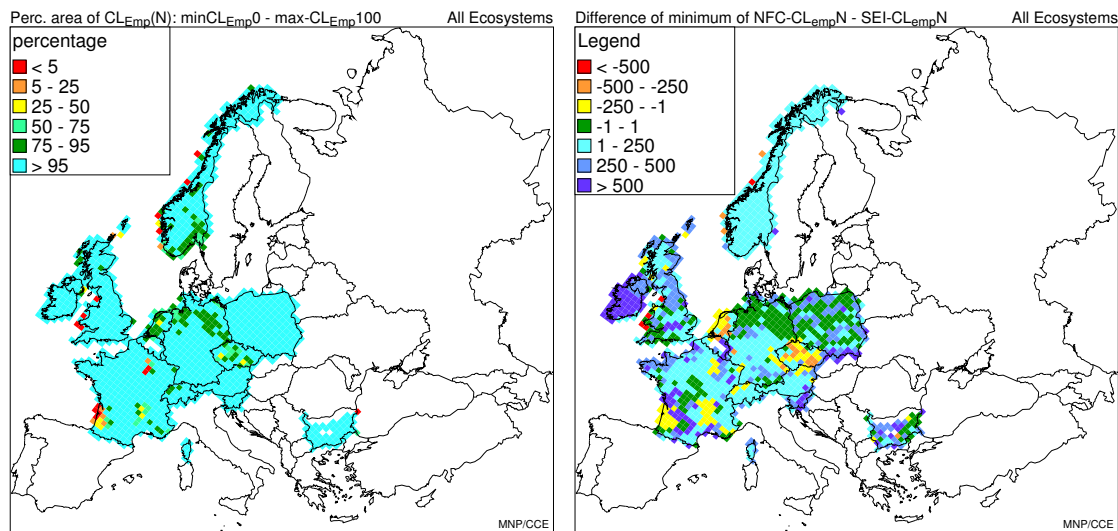 Perc. area of CLEmp(N): minCLEmp0 - max-CLEmp100 All Ecosystems
percentage
< 5
5 - 25
25 - 50
50 - 75
75 - 95
> 95
MNP/CCE
Difference of minimum of NFC-CLempN - SEI-CLempN All Ecosystems
Legend
< -500
-500 - -250
-250 - -1
-1 - 1
1 - 250
250 - 500
> 500
MNP/CCE